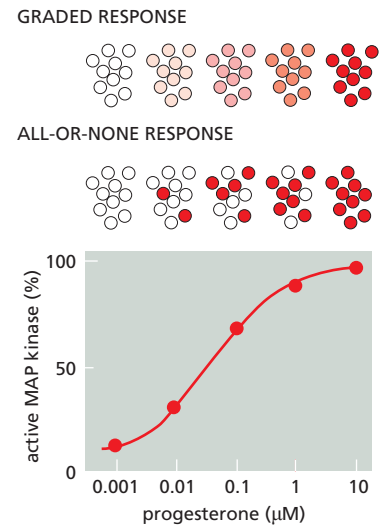 GRADED RESPONSE
ALL-OR-NONE RESPONSE
100
50
0
active MAP kinase (%)
0.001 0.01 0.1 1 10
progesterone (μM)